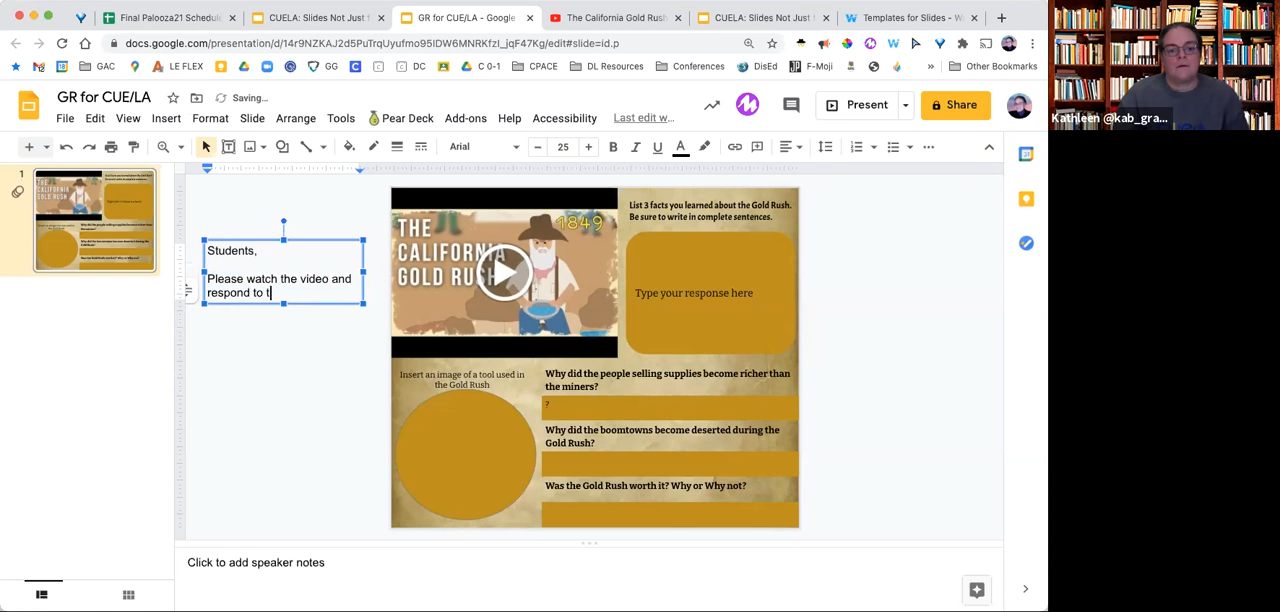 Final Palooza21 Schedul
CUELA: Slides Not Just f
GR for CUE/LA - Google
The California Gold Rush
CUELA: Slides Not Just f
Templates for Slides - W
docs.google.com/presentation/d/14r9NZKAJ2d5PuTrqUyufmo95IDW6MNRKfzI_jqF47Kg/edit#slide=id.p
GAC
LE FLEX
GG
C 0-1
DC
CPACE
DL Resources
Conferences
DisEd
F-Moji
»
Other Bookmarks
GR for CUE/LA
Saving...
File Edit View Insert Format Slide Arrange Tools Pear Deck Add-ons Help Accessibility Last edit w...
Present
Share
Arial
25
B I U A
1
Students,
Please watch the video and
respond to t
THE
CALIFORNIA
GOLD RUSH
1849
List 3 facts you learned about the Gold Rush.
Be sure to write in complete sentences.
Type your response here
Insert an image of a tool used in
the Gold Rush
Why did the people selling supplies become richer than
the miners?
?
Why did the boomtowns become deserted during the
Gold Rush?
Was the Gold Rush worth it? Why or Why not?
Click to add speaker notes
Kathleen @kab_gra...